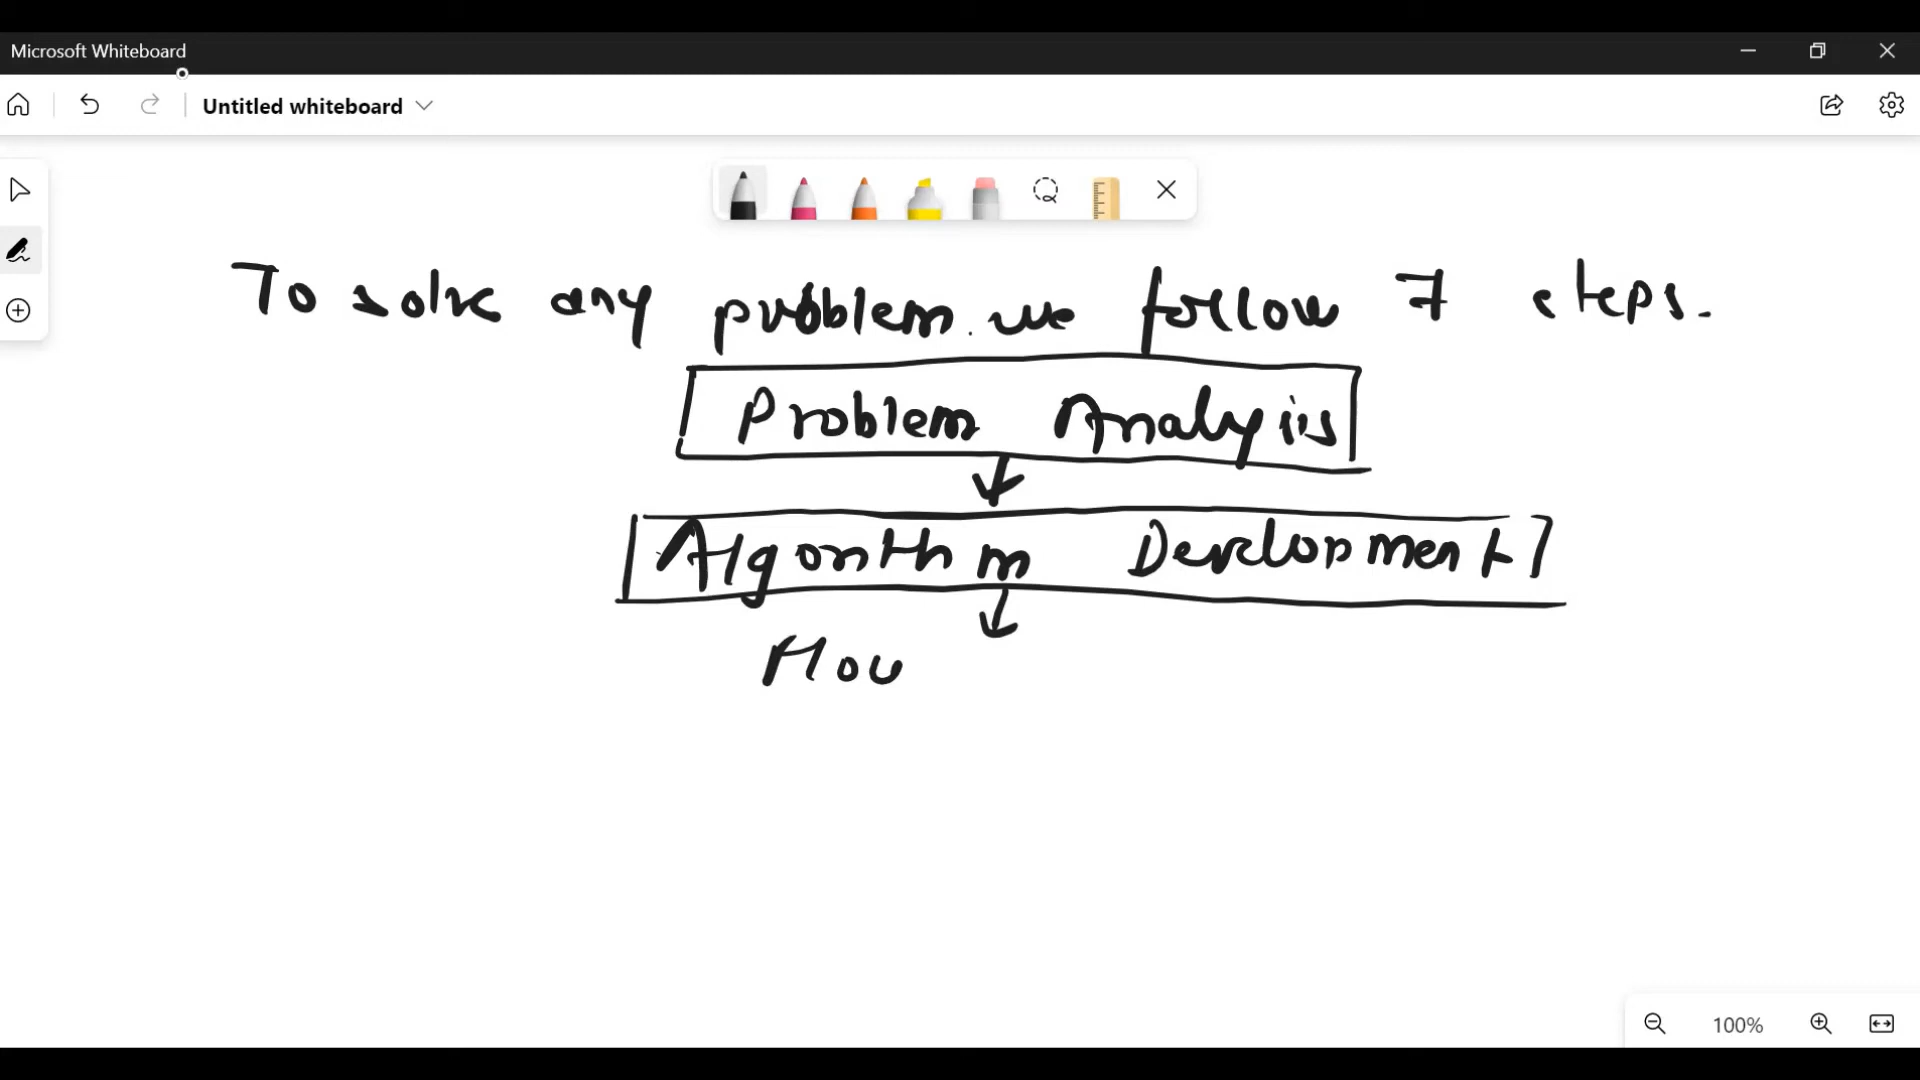 Microsoft Whiteboard
Untitled whiteboard
To solve any problem. we follow 7 steps.
Problem Analysis
Algorithm Development
Flow
100%